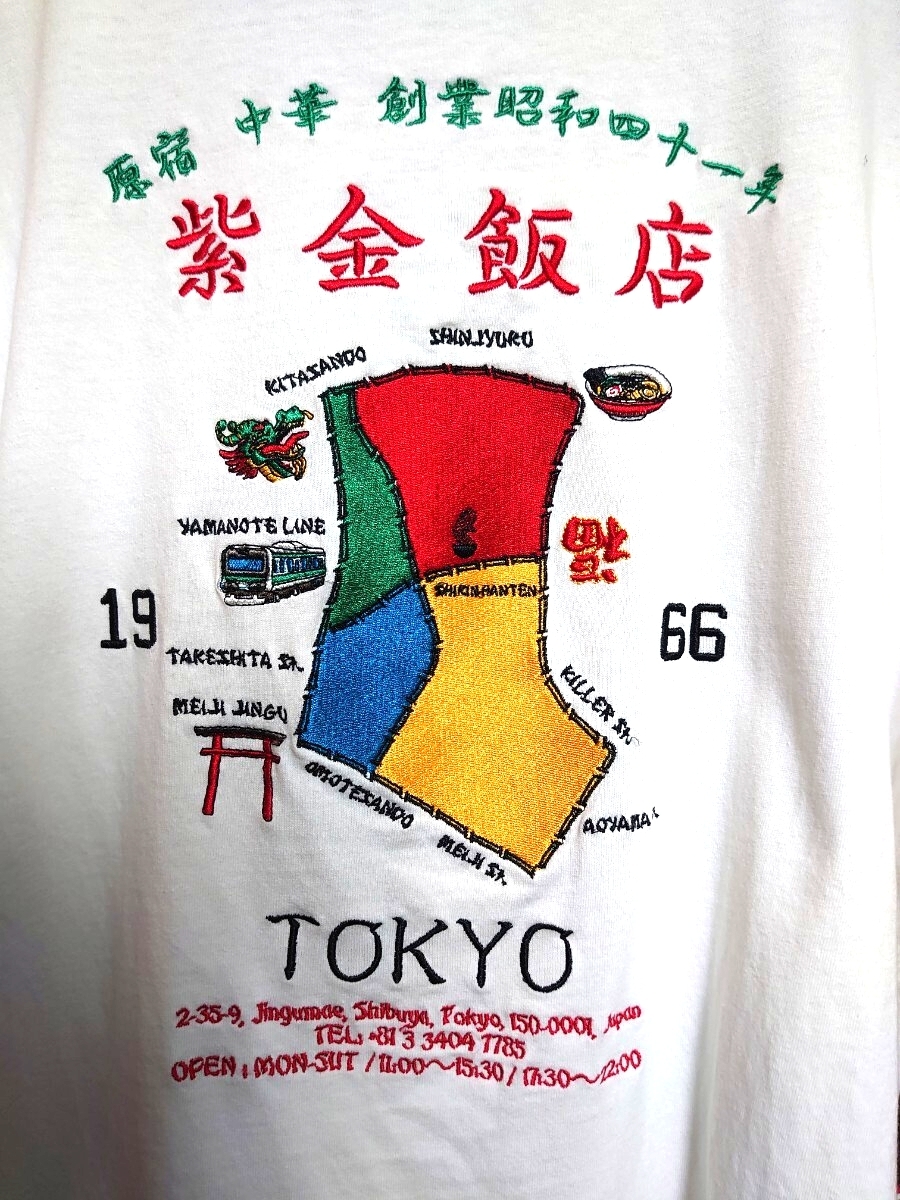 原宿 中華 創業昭和四十一年
紫金飯店
SHINJYUKU
KITASANDO
YAMANOTE LINE
福
SHIKINHANTEN
19 66
TAKESHITA St.
KILLER St.
MEIJI JINGU
OMOTESANDO
AOYAMA
MEIJI St.
TOKYO
2-35-9, Jingumae, Shibuya, Tokyo, 150-0001, Japan
TEL: +81 3 3404 7785
OPEN : MON-SUT / 11:00～15:30 / 17:30～22:00